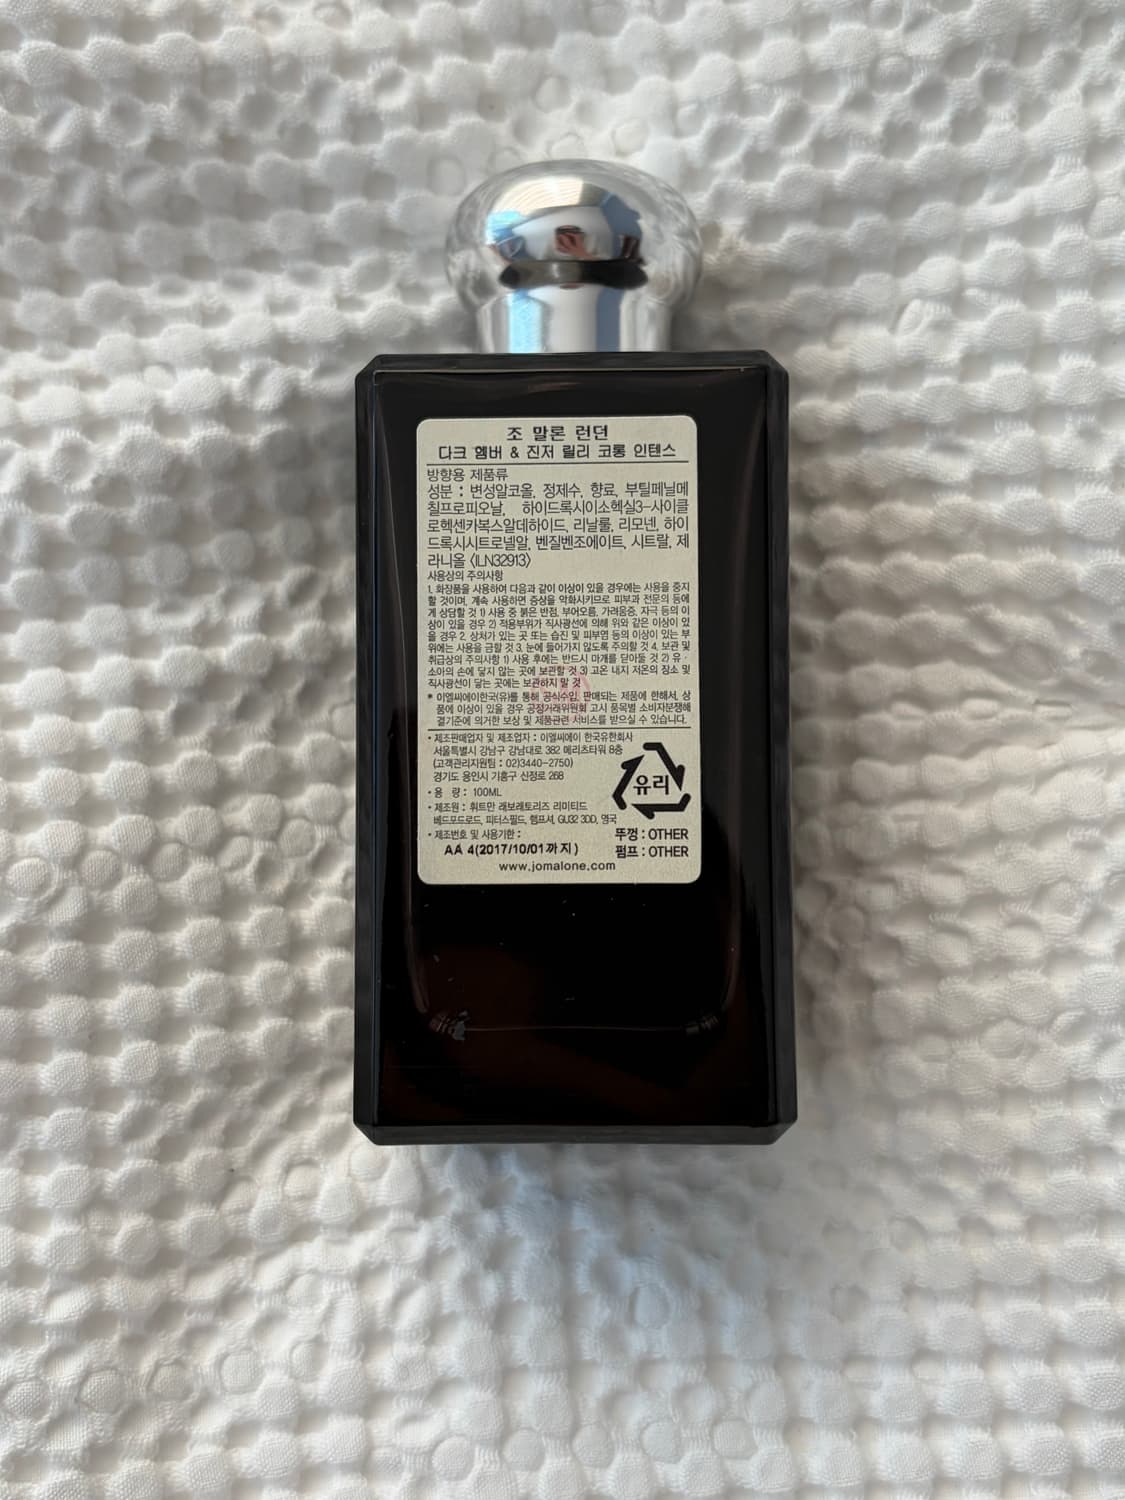 조 말론 런던
다크 엠버 & 진저 릴리 코롱 인텐스
방향용 제품류
성분 : 변성알코올, 정제수, 향료, 부틸페닐메
칠프로피오날, 하이드록시이소헥실3-사이클
로헥센카복스알데하이드, 리날룰, 리모넨, 하이
드록시시트로넬알, 벤질벤조에이트, 시트랄, 제
라니올 <ILN32913>
사용상의 주의사항
1. 화장품을 사용하여 다음과 같이 이상이 있을 경우에는 사용을 중지
할 것이며, 계속 사용하면 증상을 악화시키므로 피부과 전문의 등에
게 상담할 것 1) 사용 중 붉은 반점, 부어오름, 가려움증, 자극 등의 이
상이 있을 경우 2) 적용부위가 직사광선에 의해 위와 같은 이상이 있
을 경우 2. 상처가 있는 곳 또는 습진 및 피부염 등의 이상이 있는 부
위에는 사용을 금할 것 3. 눈에 들어가지 않도록 주의할 것 4. 보관 및
취급상의 주의사항 1) 사용 후에는 반드시 마개를 닫아둘 것 2) 유·
소아의 손에 닿지 않는 곳에 보관할 것 3) 고온 내지 저온의 장소 및
직사광선이 닿는 곳에는 보관하지 말 것
* 이엘씨에이한국(유)를 통해 공식수입, 판매되는 제품에 한해서, 상
품에 이상이 있을 경우 공정거래위원회 고시 품목별 소비자분쟁해
결기준에 의거한 보상 및 제품관련 서비스를 받으실 수 있습니다.
• 제조판매업자 및 제조업자 : 이엘씨에이 한국유한회사
서울특별시 강남구 강남대로 382 메리츠타워 8층
(고객관리지원팀 : 02)3440-2750)
경기도 용인시 기흥구 신정로 268
• 용 량 : 100ML
• 제조원 : 휘트만 래보래토리즈 리미티드
베드포드로드, 피터스필드, 햄프셔, GU32 3DD, 영국
• 제조번호 및 사용기한 :
AA 4(2017/10/01까지)
유리
뚜껑 : OTHER
펌프 : OTHER
www.jomalone.com